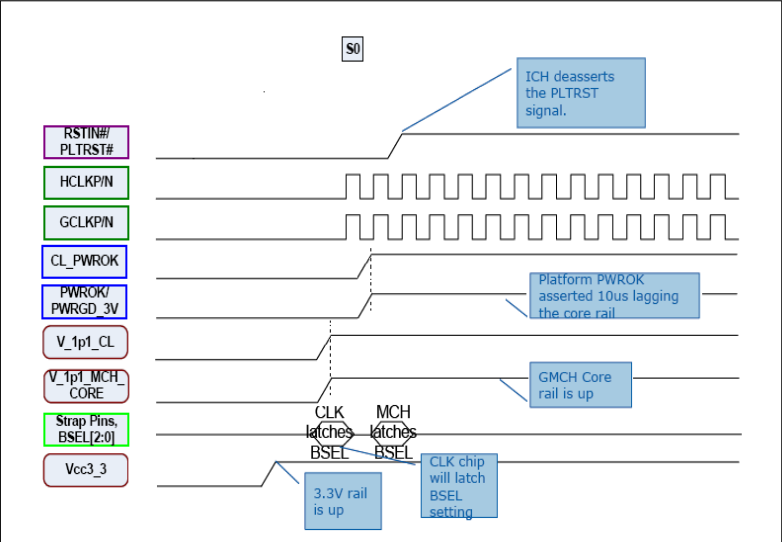 S0
ICH deasserts
the PLTRST
signal.
RSTIN#/
PLTRST#
HCLKP/N
GCLKP/N
CL_PWROK
PWROK/
PWRGD_3V
Platform PWROK
asserted 10us lagging
the core rail
V_1p1_CL
V_1p1_MCH_
CORE
GMCH Core
rail is up
Strap Pins,
BSEL[2:0]
CLK
latches
BSEL
MCH
latches
BSEL
Vcc3_3
3.3V rail
is up
CLK chip
will latch
BSEL
setting